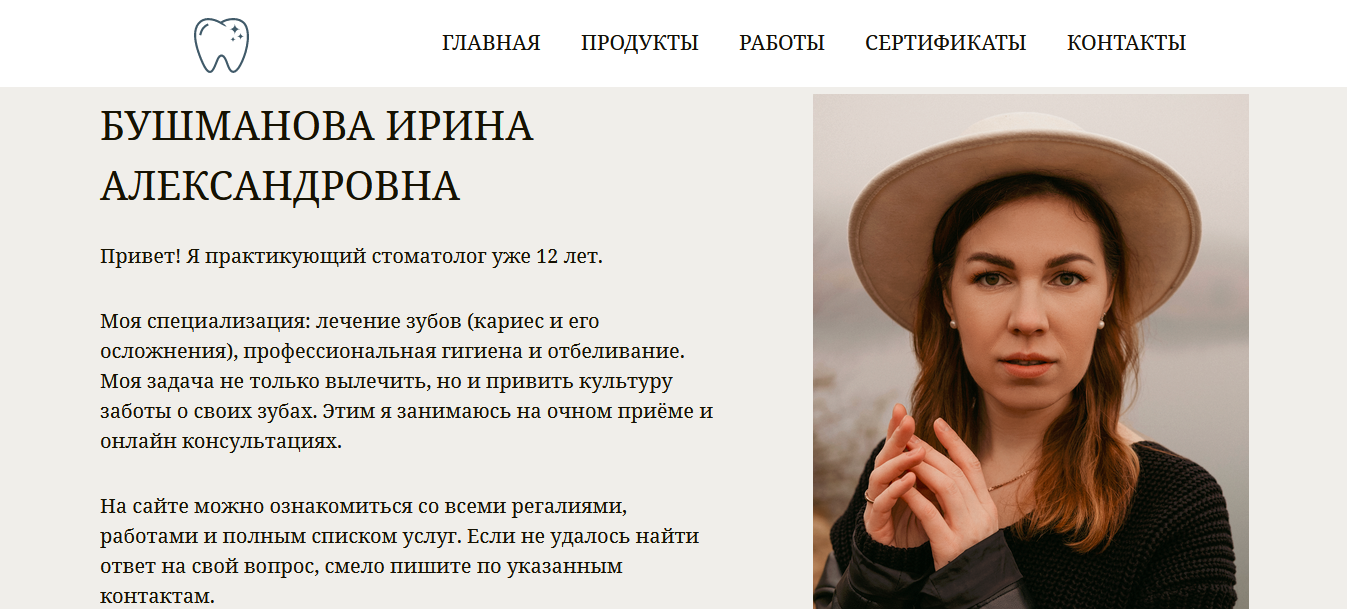 ГЛАВНАЯ ПРОДУКТЫ РАБОТЫ СЕРТИФИКАТЫ КОНТАКТЫ
БУШМАНОВА ИРИНА
АЛЕКСАНДРОВНА
Привет! Я практикующий стоматолог уже 12 лет.
Моя специализация: лечение зубов (кариес и его
осложнения), профессиональная гигиена и отбеливание.
Моя задача не только вылечить, но и привить культуру
заботы о своих зубах. Этим я занимаюсь на очном приёме и
онлайн консультациях.
На сайте можно ознакомиться со всеми регалиями,
работами и полным списком услуг. Если не удалось найти
ответ на свой вопрос, смело пишите по указанным
контактам.